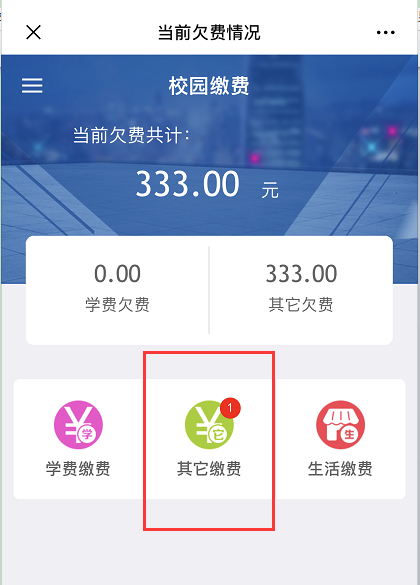 当前欠费情况
校园缴费
当前欠费共计：
333.00 元
0.00 333.00
学费欠费 其它欠费
学 1 它 生
学费缴费 其它缴费 生活缴费